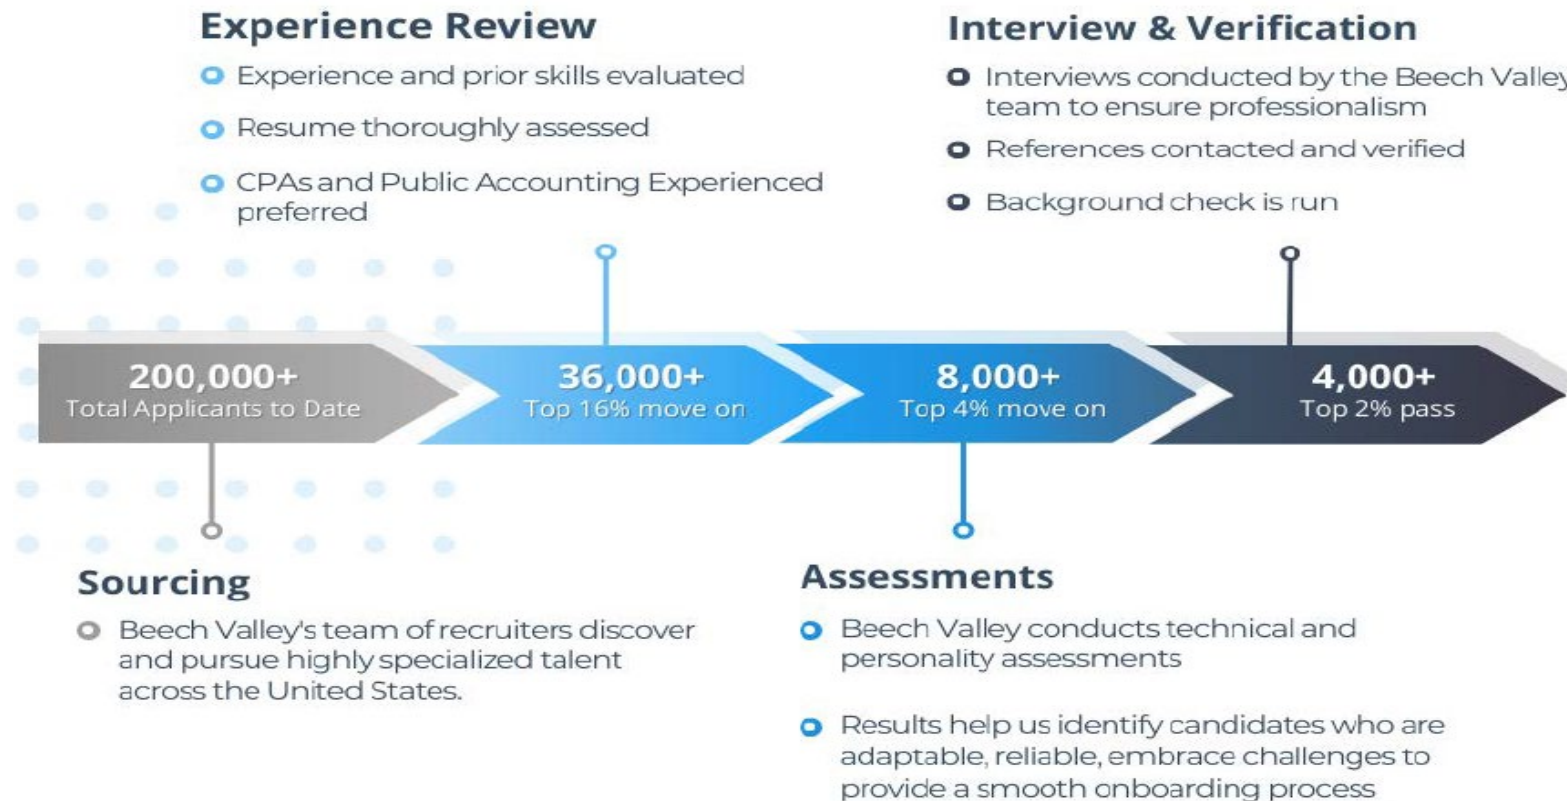 Experience Review
Experience and prior skills evaluated
Resume thoroughly assessed
CPAs and Public Accounting Experienced
preferred
Interview & Verification
Interviews conducted by the Beech Valley
team to ensure professionalism
References contacted and verified
Background check is run
200,000+
Total Applicants to Date
36,000+
Top 16% move on
8,000+
Top 4% move on
4,000+
Top 2% pass
Sourcing
Beech Valley's team of recruiters discover
and pursue highly specialized talent
across the United States.
Assessments
Beech Valley conducts technical and
personality assessments
Results help us identify candidates who are
adaptable, reliable, embrace challenges to
provide a smooth onboarding process